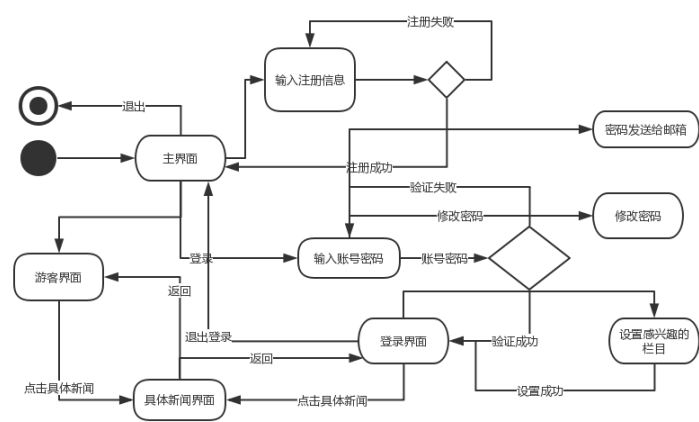 注册失败
输入注册信息
退出
密码发送给邮箱
主界面
注册成功
验证失败
修改密码
登录
输入账号密码
账号密码
游客界面
返回
退出登录
登录界面
验证成功
设置感兴趣的
栏目
返回
点击具体新闻
设置成功
具体新闻界面
点击具体新闻